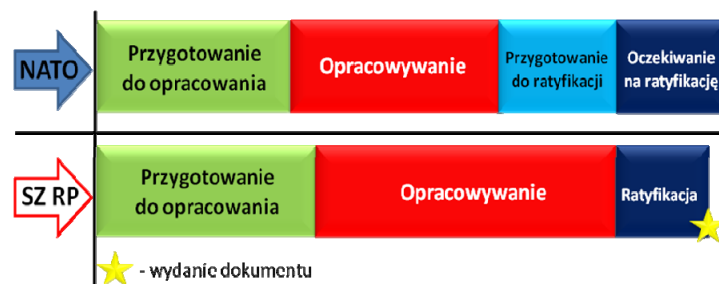 NATO
Przygotowanie
do opracowania
Opracowywanie
Przygotowanie
do ratyfikacji
Oczekiwanie
na ratyfikację
SZ RP
Przygotowanie
do opracowania
Opracowywanie
Ratyfikacja
- wydanie dokumentu